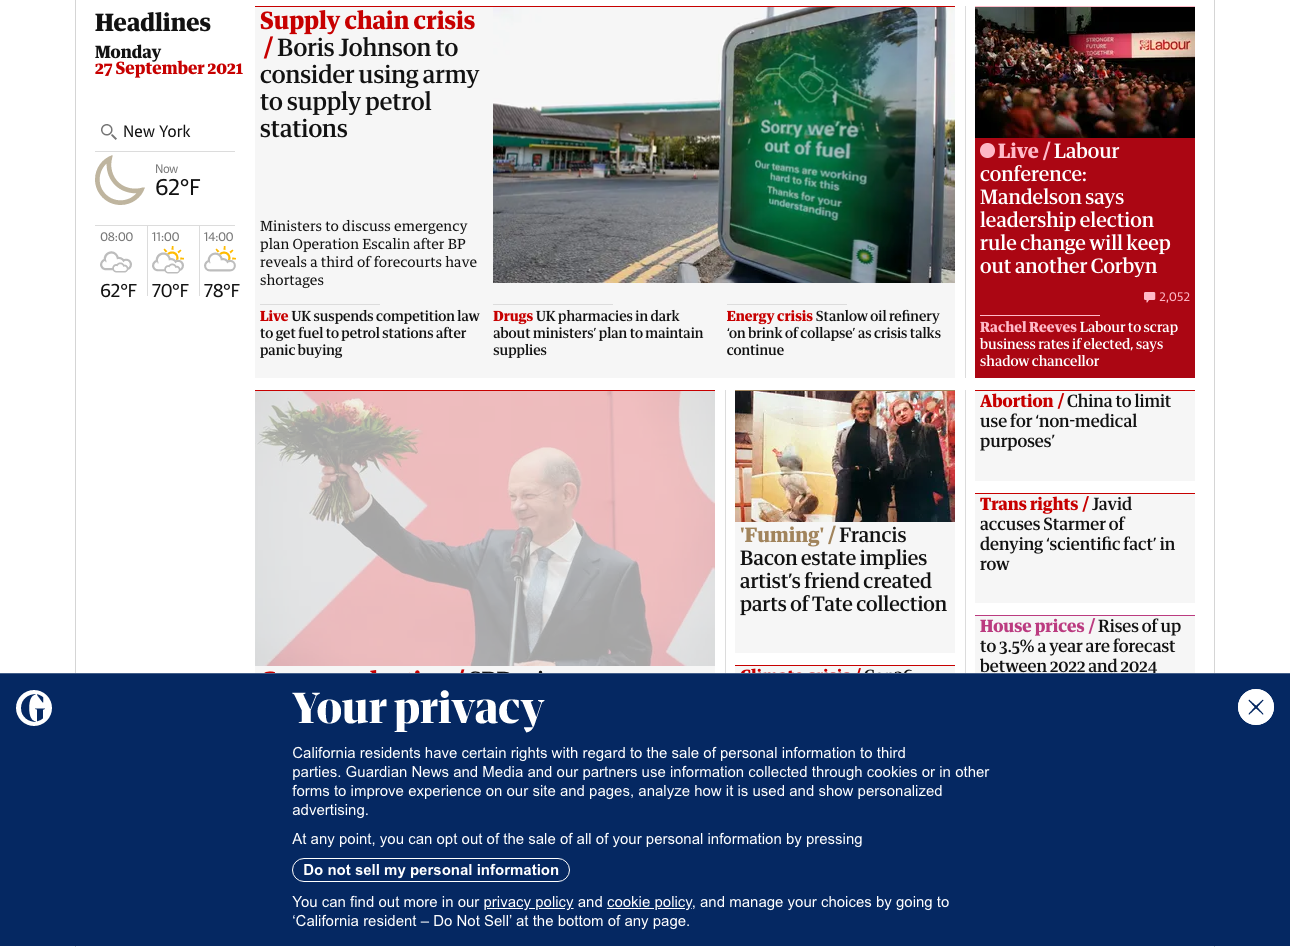 Headlines
Monday
27 September 2021
New York
Now
62°F
08:00
11:00
14:00
62°F
70°F
78°F
Supply chain crisis
/ Boris Johnson to
consider using army
to supply petrol
stations
Ministers to discuss emergency
plan Operation Escalin after BP
reveals a third of forecourts have
shortages
Sorry we're
out of fuel
Our teams are working
hard to fix this
Thanks for your
understanding
bp
Live UK suspends competition law
to get fuel to petrol stations after
panic buying
Drugs UK pharmacies in dark
about ministers’ plan to maintain
supplies
Energy crisis Stanlow oil refinery
‘on brink of collapse’ as crisis talks
continue
STRONGER
FUTURE
TOGETHER
Labour
Live / Labour
conference:
Mandelson says
leadership election
rule change will keep
out another Corbyn
2,052
Rachel Reeves Labour to scrap
business rates if elected, says
shadow chancellor
'Fuming' / Francis
Bacon estate implies
artist’s friend created
parts of Tate collection
Abortion / China to limit
use for ‘non-medical
purposes’
Trans rights / Javid
accuses Starmer of
denying ‘scientific fact’ in
row
House prices / Rises of up
to 3.5% a year are forecast
between 2022 and 2024
G
Your privacy
California residents have certain rights with regard to the sale of personal information to third
parties. Guardian News and Media and our partners use information collected through cookies or in other
forms to improve experience on our site and pages, analyze how it is used and show personalized
advertising.
At any point, you can opt out of the sale of all of your personal information by pressing
Do not sell my personal information
You can find out more in our privacy policy and cookie policy, and manage your choices by going to
‘California resident – Do Not Sell’ at the bottom of any page.